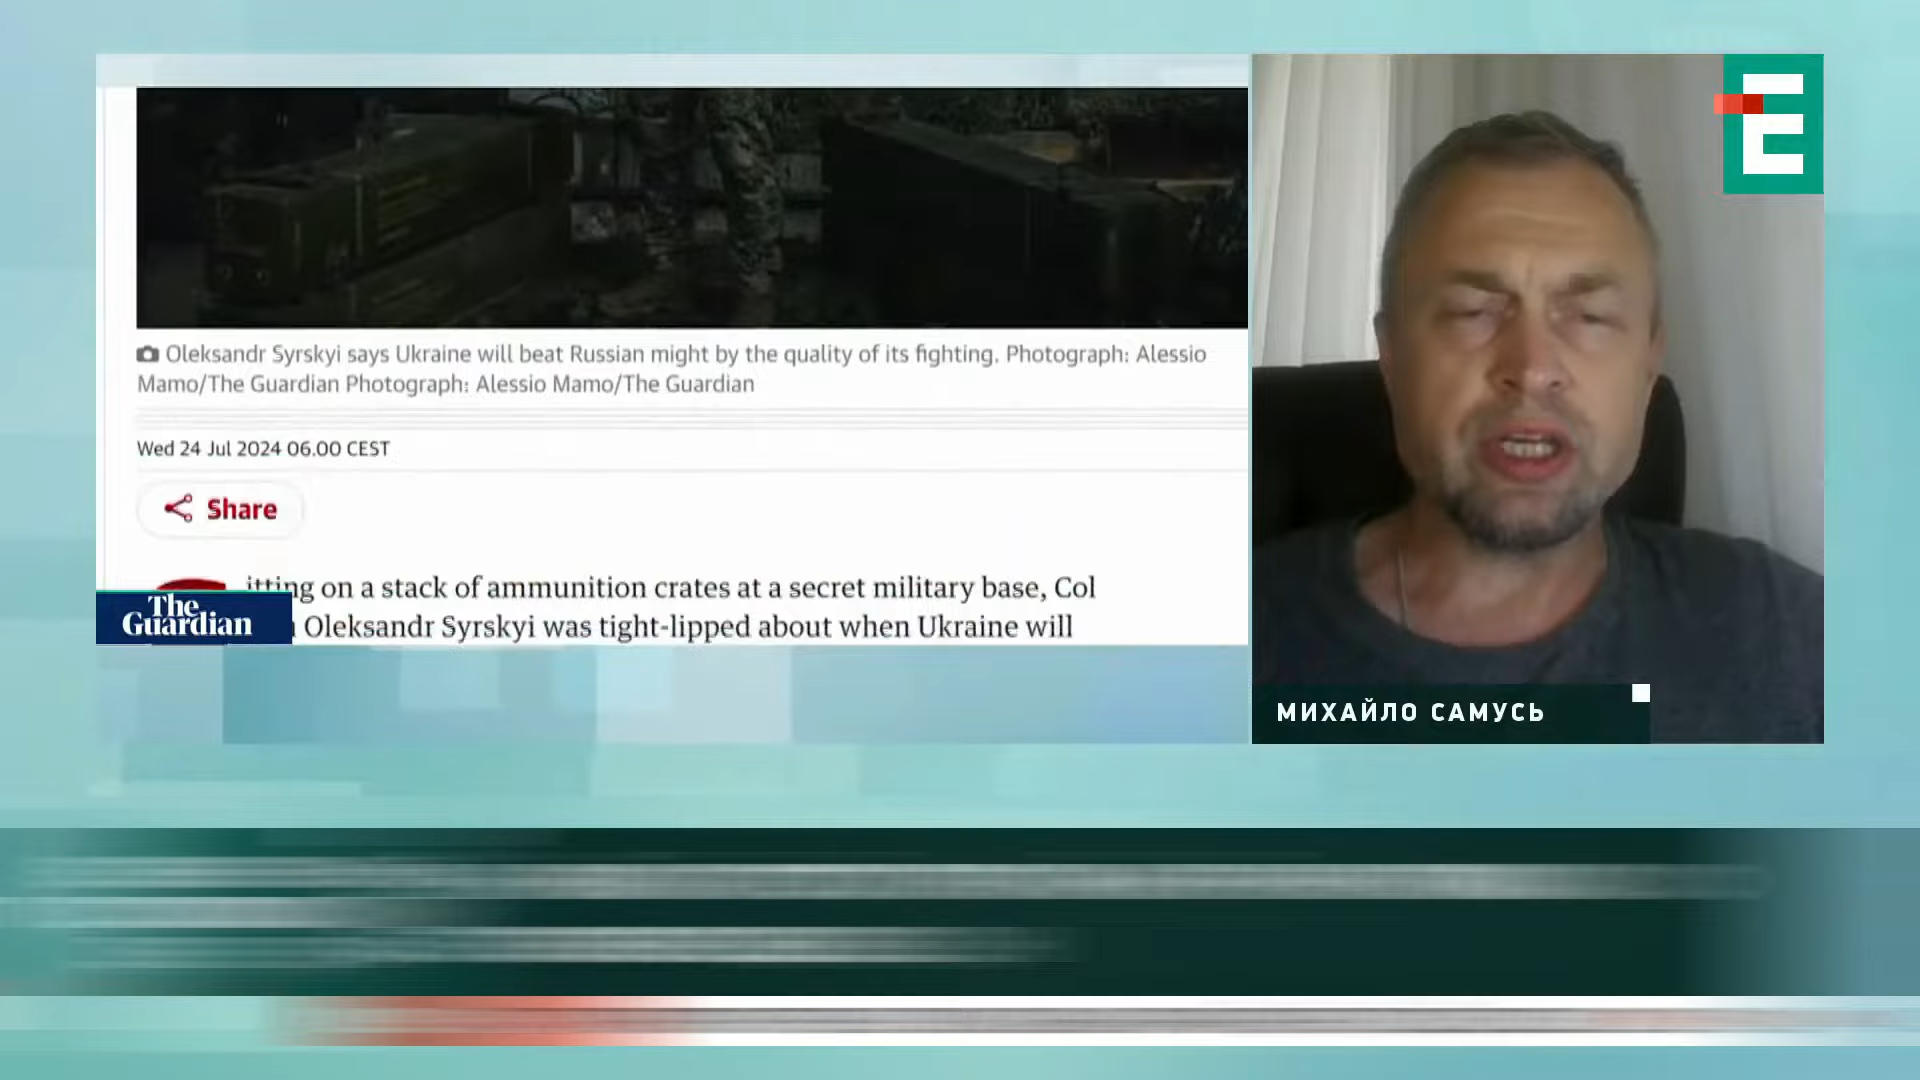 Oleksandr Syrskyi says Ukraine will beat Russian might by the quality of its fighting. Photograph: Alessio
Mamo/The Guardian Photograph: Alessio Mamo/The Guardian
Wed 24 Jul 2024 06.00 CEST
Share
itting on a stack of ammunition crates at a secret military base, Col
Oleksandr Syrskyi was tight-lipped about when Ukraine will
The
Guardian
Е
МИХАЙЛО САМУСЬ